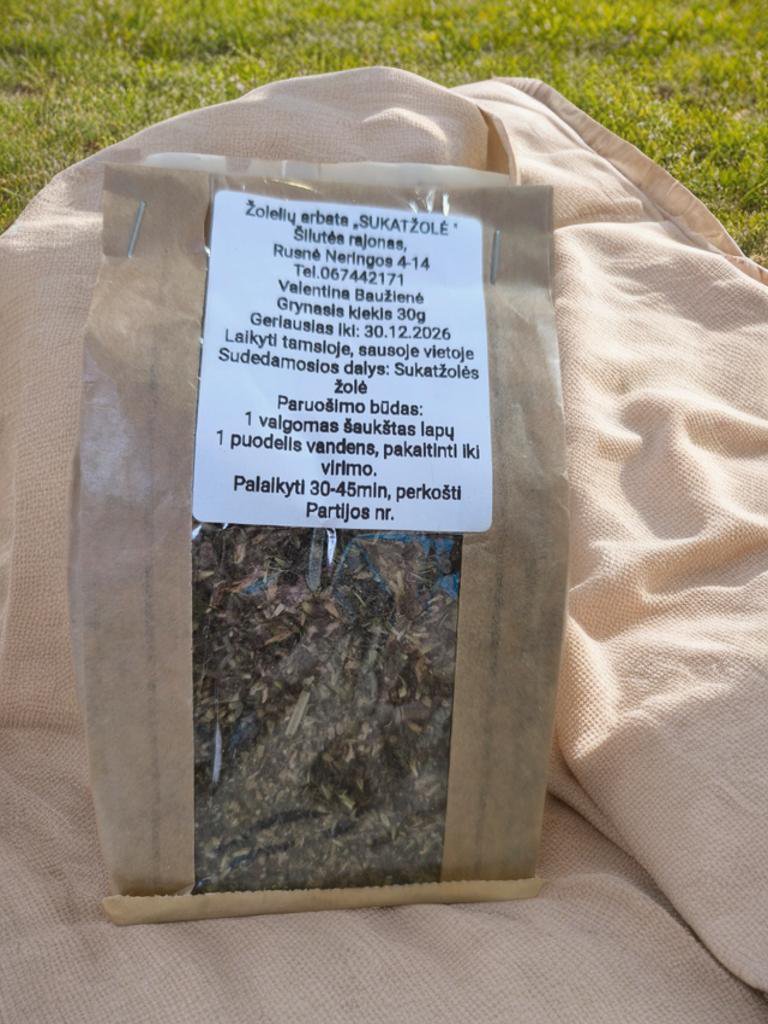 Žolelių arbata „SUKATŽOLĖ "
Šilutės rajonas,
Rusnė Neringos 4-14
Tel.067442171
Valentina Baužienė
Grynasis kiekis 30g
Geriausias iki: 30.12.2026
Laikyti tamsioje, sausoje vietoje
Sudedamosios dalys: Sukatžolės
žolė
Paruošimo būdas:
1 valgomas šaukštas lapų
1 puodelis vandens, pakaitinti iki
virimo.
Palaikyti 30-45min, perkošti
Partijos nr.